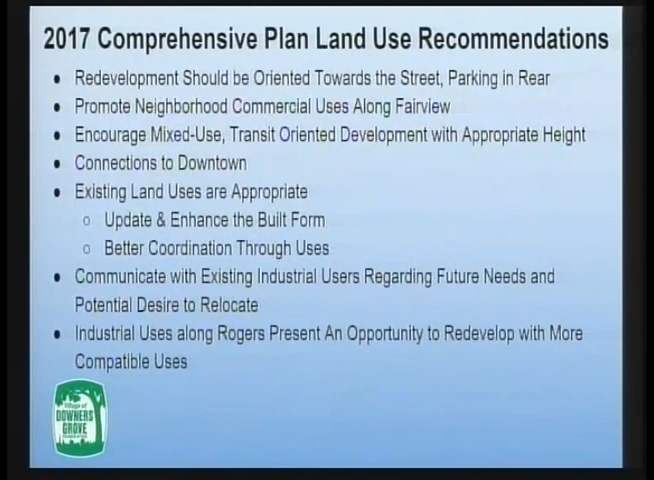 2017 Comprehensive Plan Land Use Recommendations
• Redevelopment Should be Oriented Towards the Street, Parking in Rear
• Promote Neighborhood Commercial Uses Along Fairview
• Encourage Mixed-Use, Transit Oriented Development with Appropriate Height
• Connections to Downtown
• Existing Land Uses are Appropriate
o Update & Enhance the Built Form
o Better Coordination Through Uses
• Communicate with Existing Industrial Users Regarding Future Needs and
Potential Desire to Relocate
• Industrial Uses along Rogers Present An Opportunity to Redevelop with More
Compatible Uses
Village of
DOWNERS
GROVE